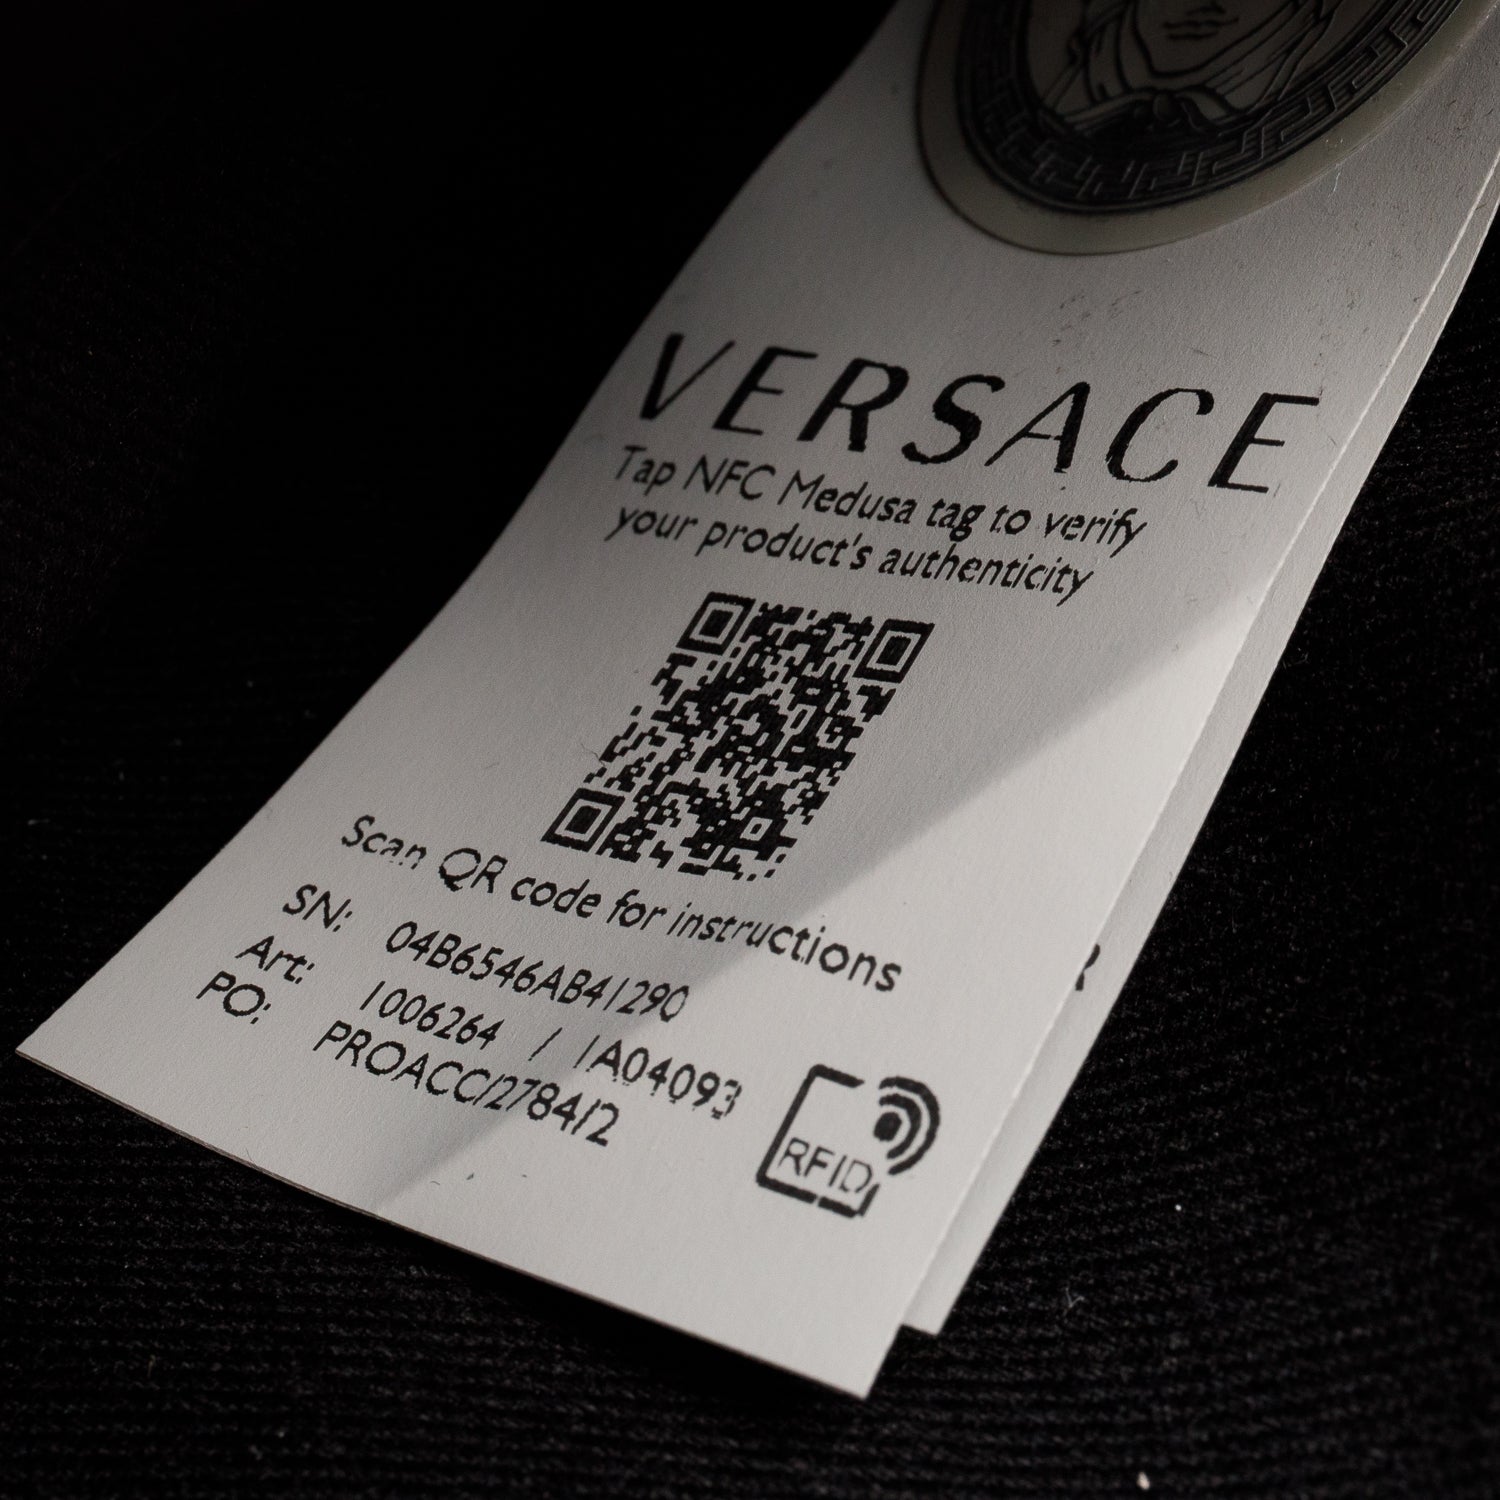 VERSACE
Tap NFC Medusa tag to verify
your product's authenticity
Scan QR code for instructions
SN: 04B6546AB41290
Art: 1006264 / 1A04093
PO: PROACC/2784/2
RFID